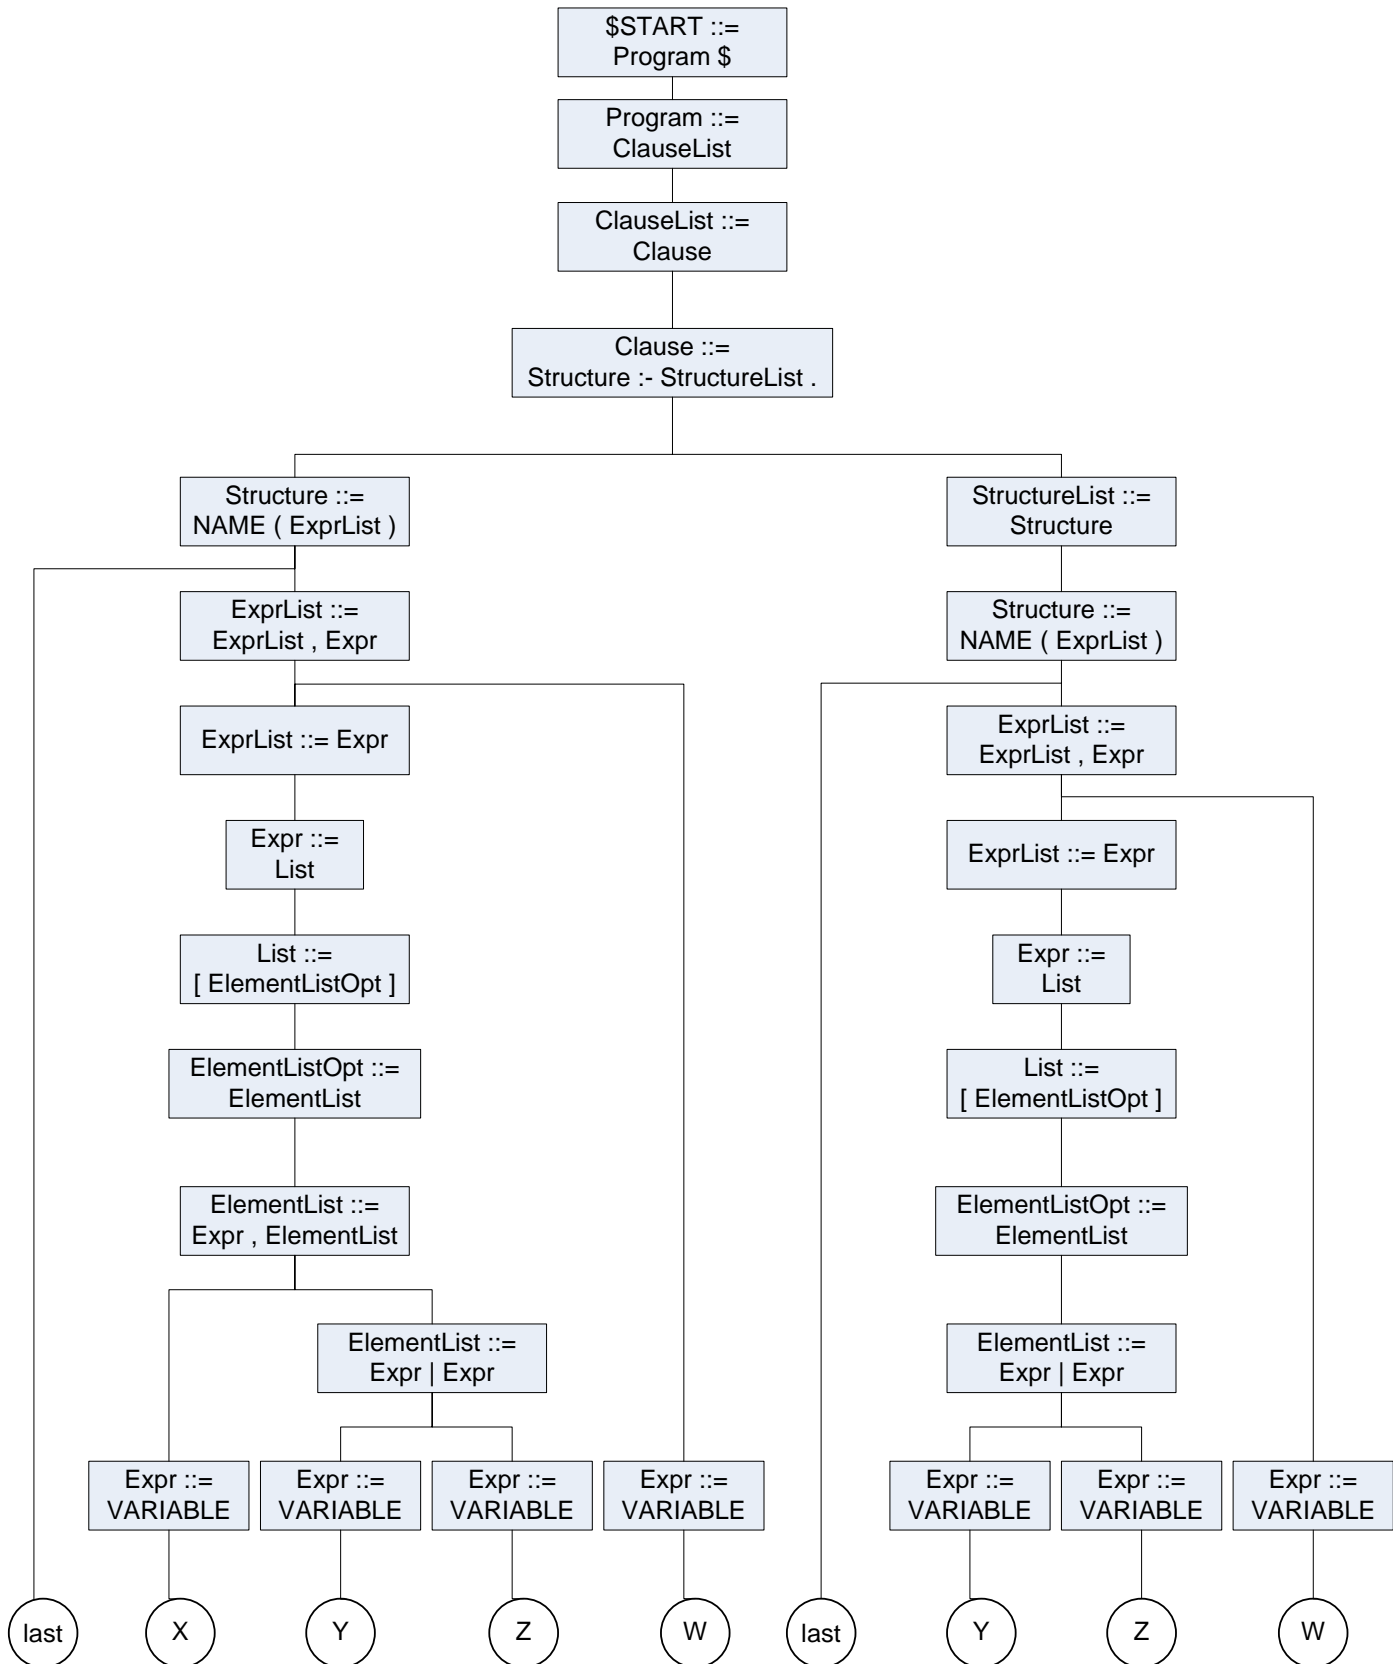 $START ::=
Program $
Program ::=
ClauseList
ClauseList ::=
Clause
Clause ::=
Structure :- StructureList .
Structure ::=
NAME ( ExprList )
StructureList ::=
Structure
ExprList ::=
ExprList , Expr
Structure ::=
NAME ( ExprList )
ExprList ::= Expr
ExprList ::=
ExprList , Expr
Expr ::=
List
ExprList ::= Expr
List ::=
[ ElementListOpt ]
Expr ::=
List
ElementListOpt ::=
ElementList
List ::=
[ ElementListOpt ]
ElementList ::=
Expr , ElementList
ElementListOpt ::=
ElementList
ElementList ::=
Expr | Expr
ElementList ::=
Expr | Expr
Expr ::=
VARIABLE
Expr ::=
VARIABLE
Expr ::=
VARIABLE
Expr ::=
VARIABLE
Expr ::=
VARIABLE
Expr ::=
VARIABLE
Expr ::=
VARIABLE
last
X
Y
Z
W
last
Y
Z
W